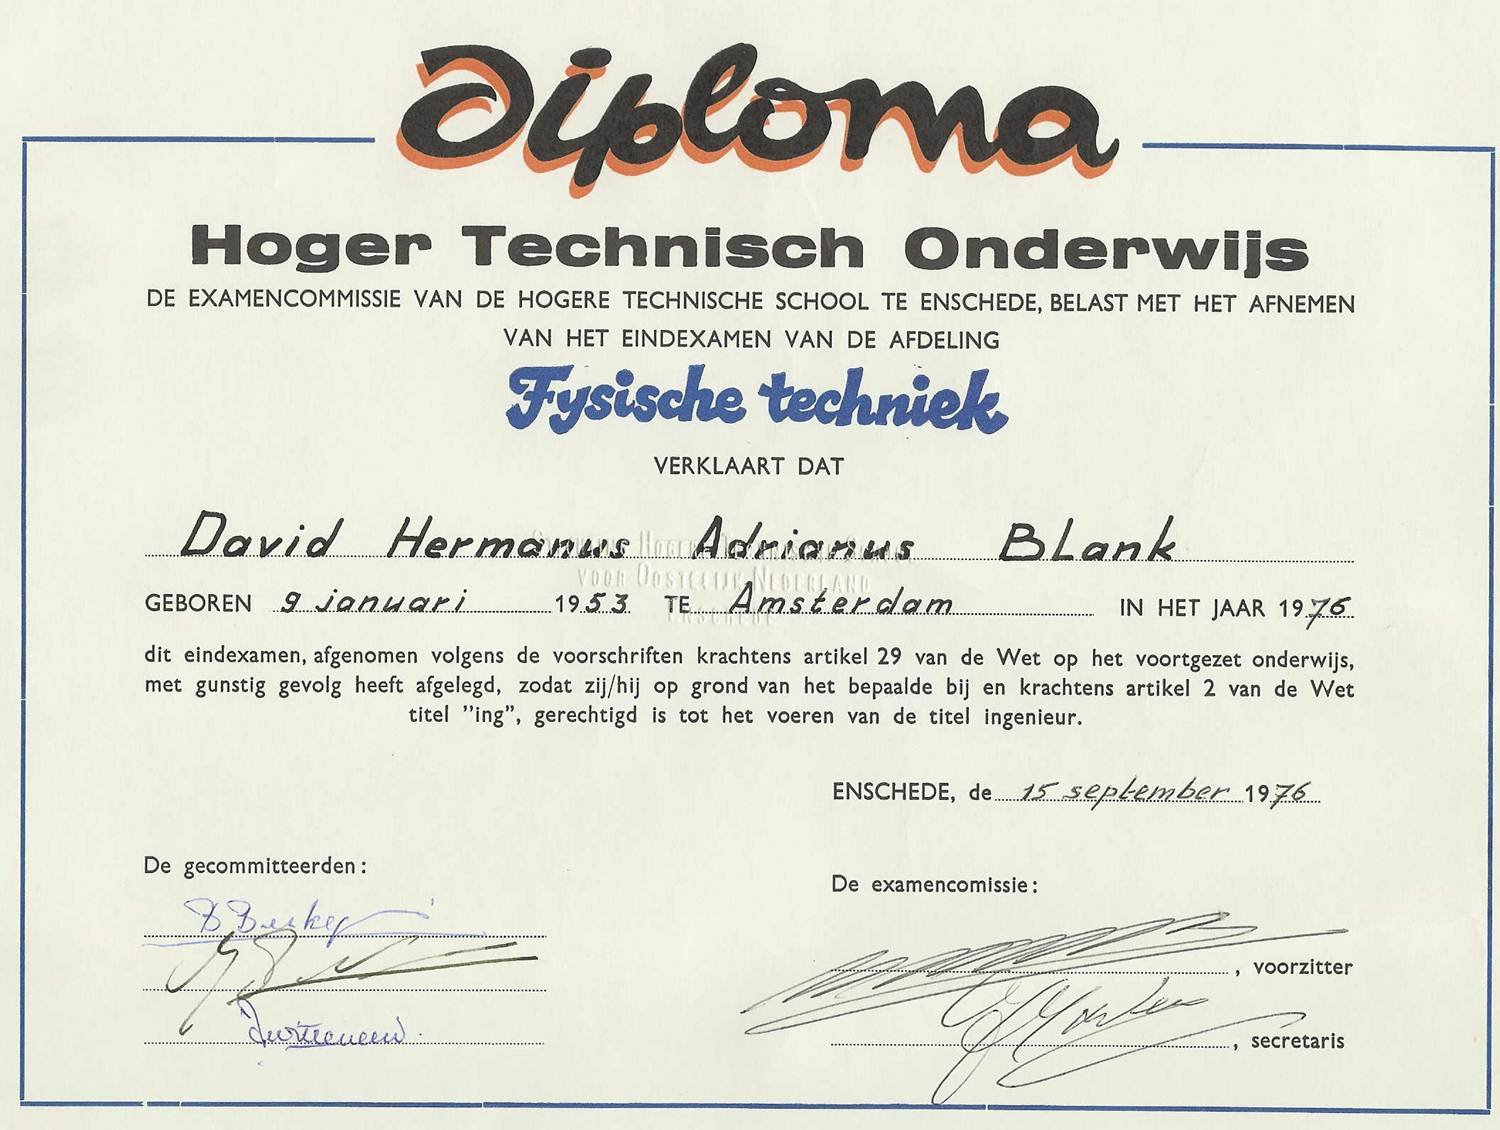 Diploma
Hoger Technisch Onderwijs
DE EXAMENCOMMISSIE VAN DE HOGERE TECHNISCHE SCHOOL TE ENSCHEDE, BELAST MET HET AFNEMEN
VAN HET EINDEXAMEN VAN DE AFDELING
Fysische techniek
VERKLAART DAT
David Hermanus Adrianus Blank
VOOR OOSTELIJK NEDERLAND
GEBOREN 9 januari 1953 TE Amsterdam IN HET JAAR 1976
ENSCHEDE
dit eindexamen, afgenomen volgens de voorschriften krachtens artikel 29 van de Wet op het voortgezet onderwijs,
met gunstig gevolg heeft afgelegd, zodat zij/hij op grond van het bepaalde bij en krachtens artikel 2 van de Wet
titel "ing", gerechtigd is tot het voeren van de titel ingenieur.
ENSCHEDE, de 15 september 1976
De gecommitteerden:
De examencomissie:
, voorzitter
, secretaris